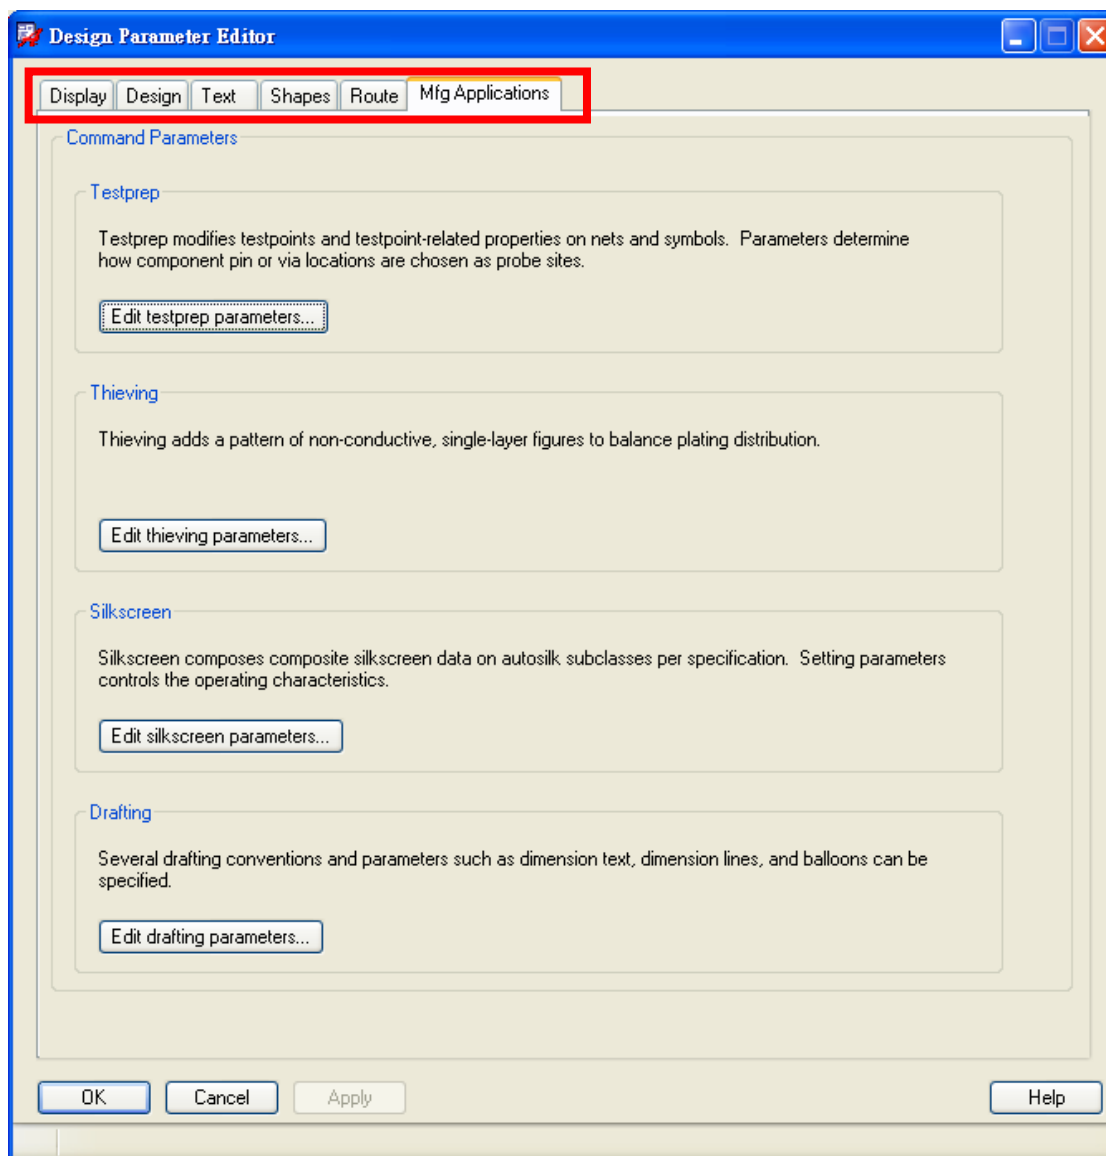 Design Parameter Editor
Display Design Text Shapes Route Mfg Applications
Command Parameters
Testprep
Testprep modifies testpoints and testpoint-related properties on nets and symbols.  Parameters determine
how component pin or via locations are chosen as probe sites.
Edit testprep parameters...
Thieving
Thieving adds a pattern of non-conductive, single-layer figures to balance plating distribution.
Edit thieving parameters...
Silkscreen
Silkscreen composes composite silkscreen data on autosilk subclasses per specification.  Setting parameters
controls the operating characteristics.
Edit silkscreen parameters...
Drafting
Several drafting conventions and parameters such as dimension text, dimension lines, and balloons can be
specified.
Edit drafting parameters...
OK Cancel Apply Help